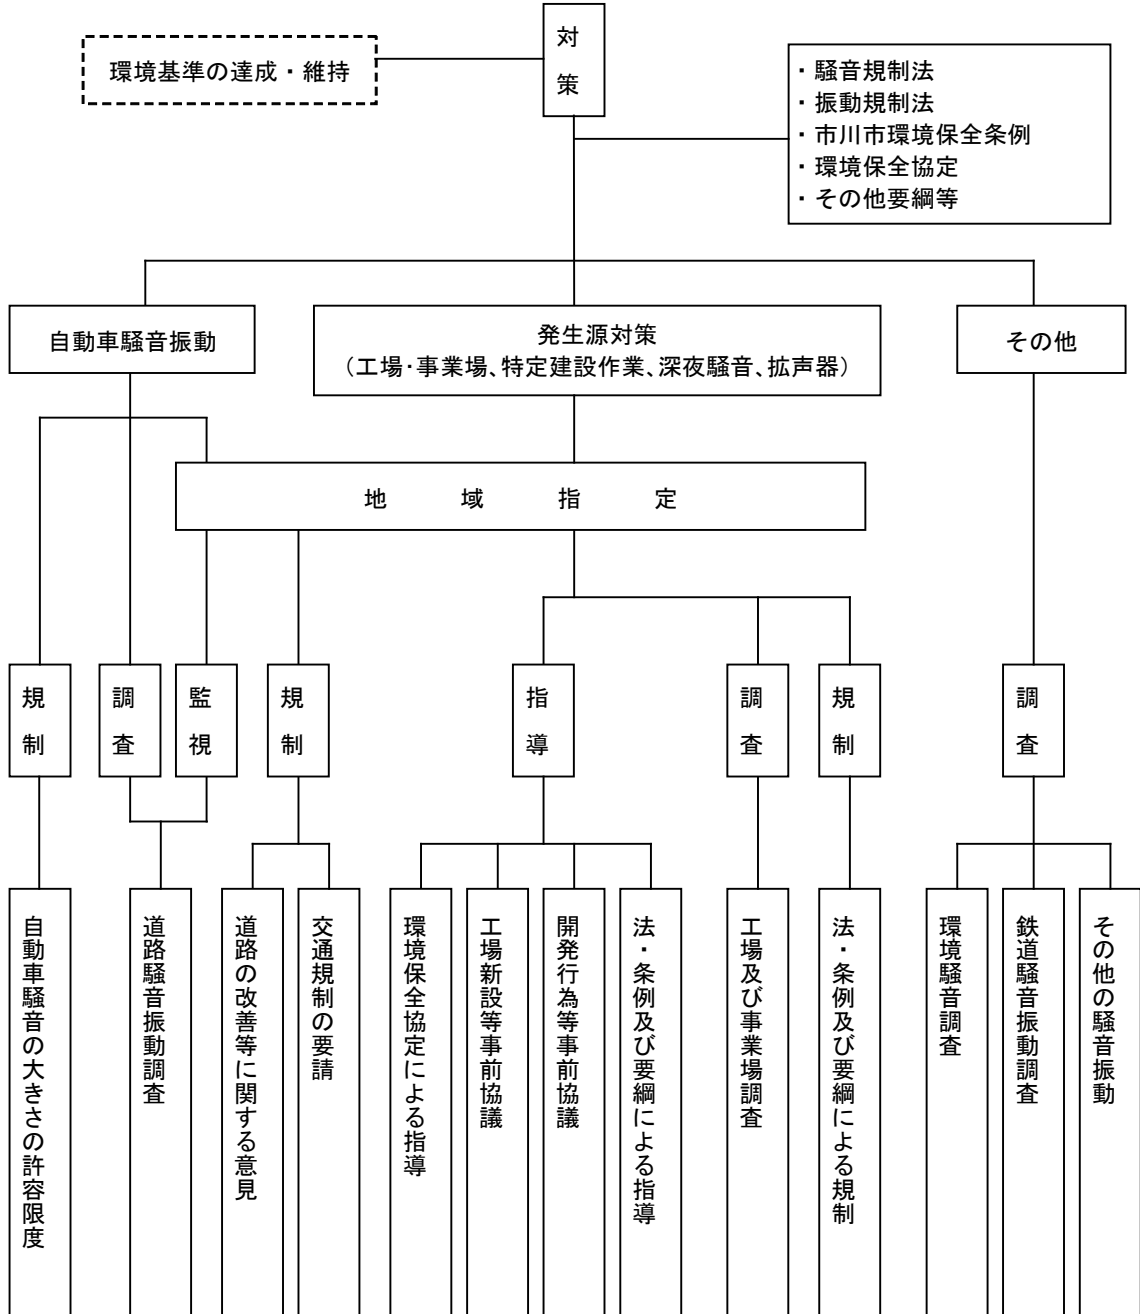 対策
環境基準の達成・維持
・騒音規制法
・振動規制法
・市川市環境保全条例
・環境保全協定
・その他要綱等
自動車騒音振動
発生源対策
（工場・事業場、特定建設作業、深夜騒音、拡声器）
その他
地域指定
規制
調査
監視
規制
指導
調査
規制
調査
自動車騒音の大きさの許容限度
道路騒音振動調査
道路の改善等に関する意見
交通規制の要請
環境保全協定による指導
工場新設等事前協議
開発行為等事前協議
法・条例及び要綱による指導
工場及び事業場調査
法・条例及び要綱による規制
環境騒音調査
鉄道騒音振動調査
その他の騒音振動